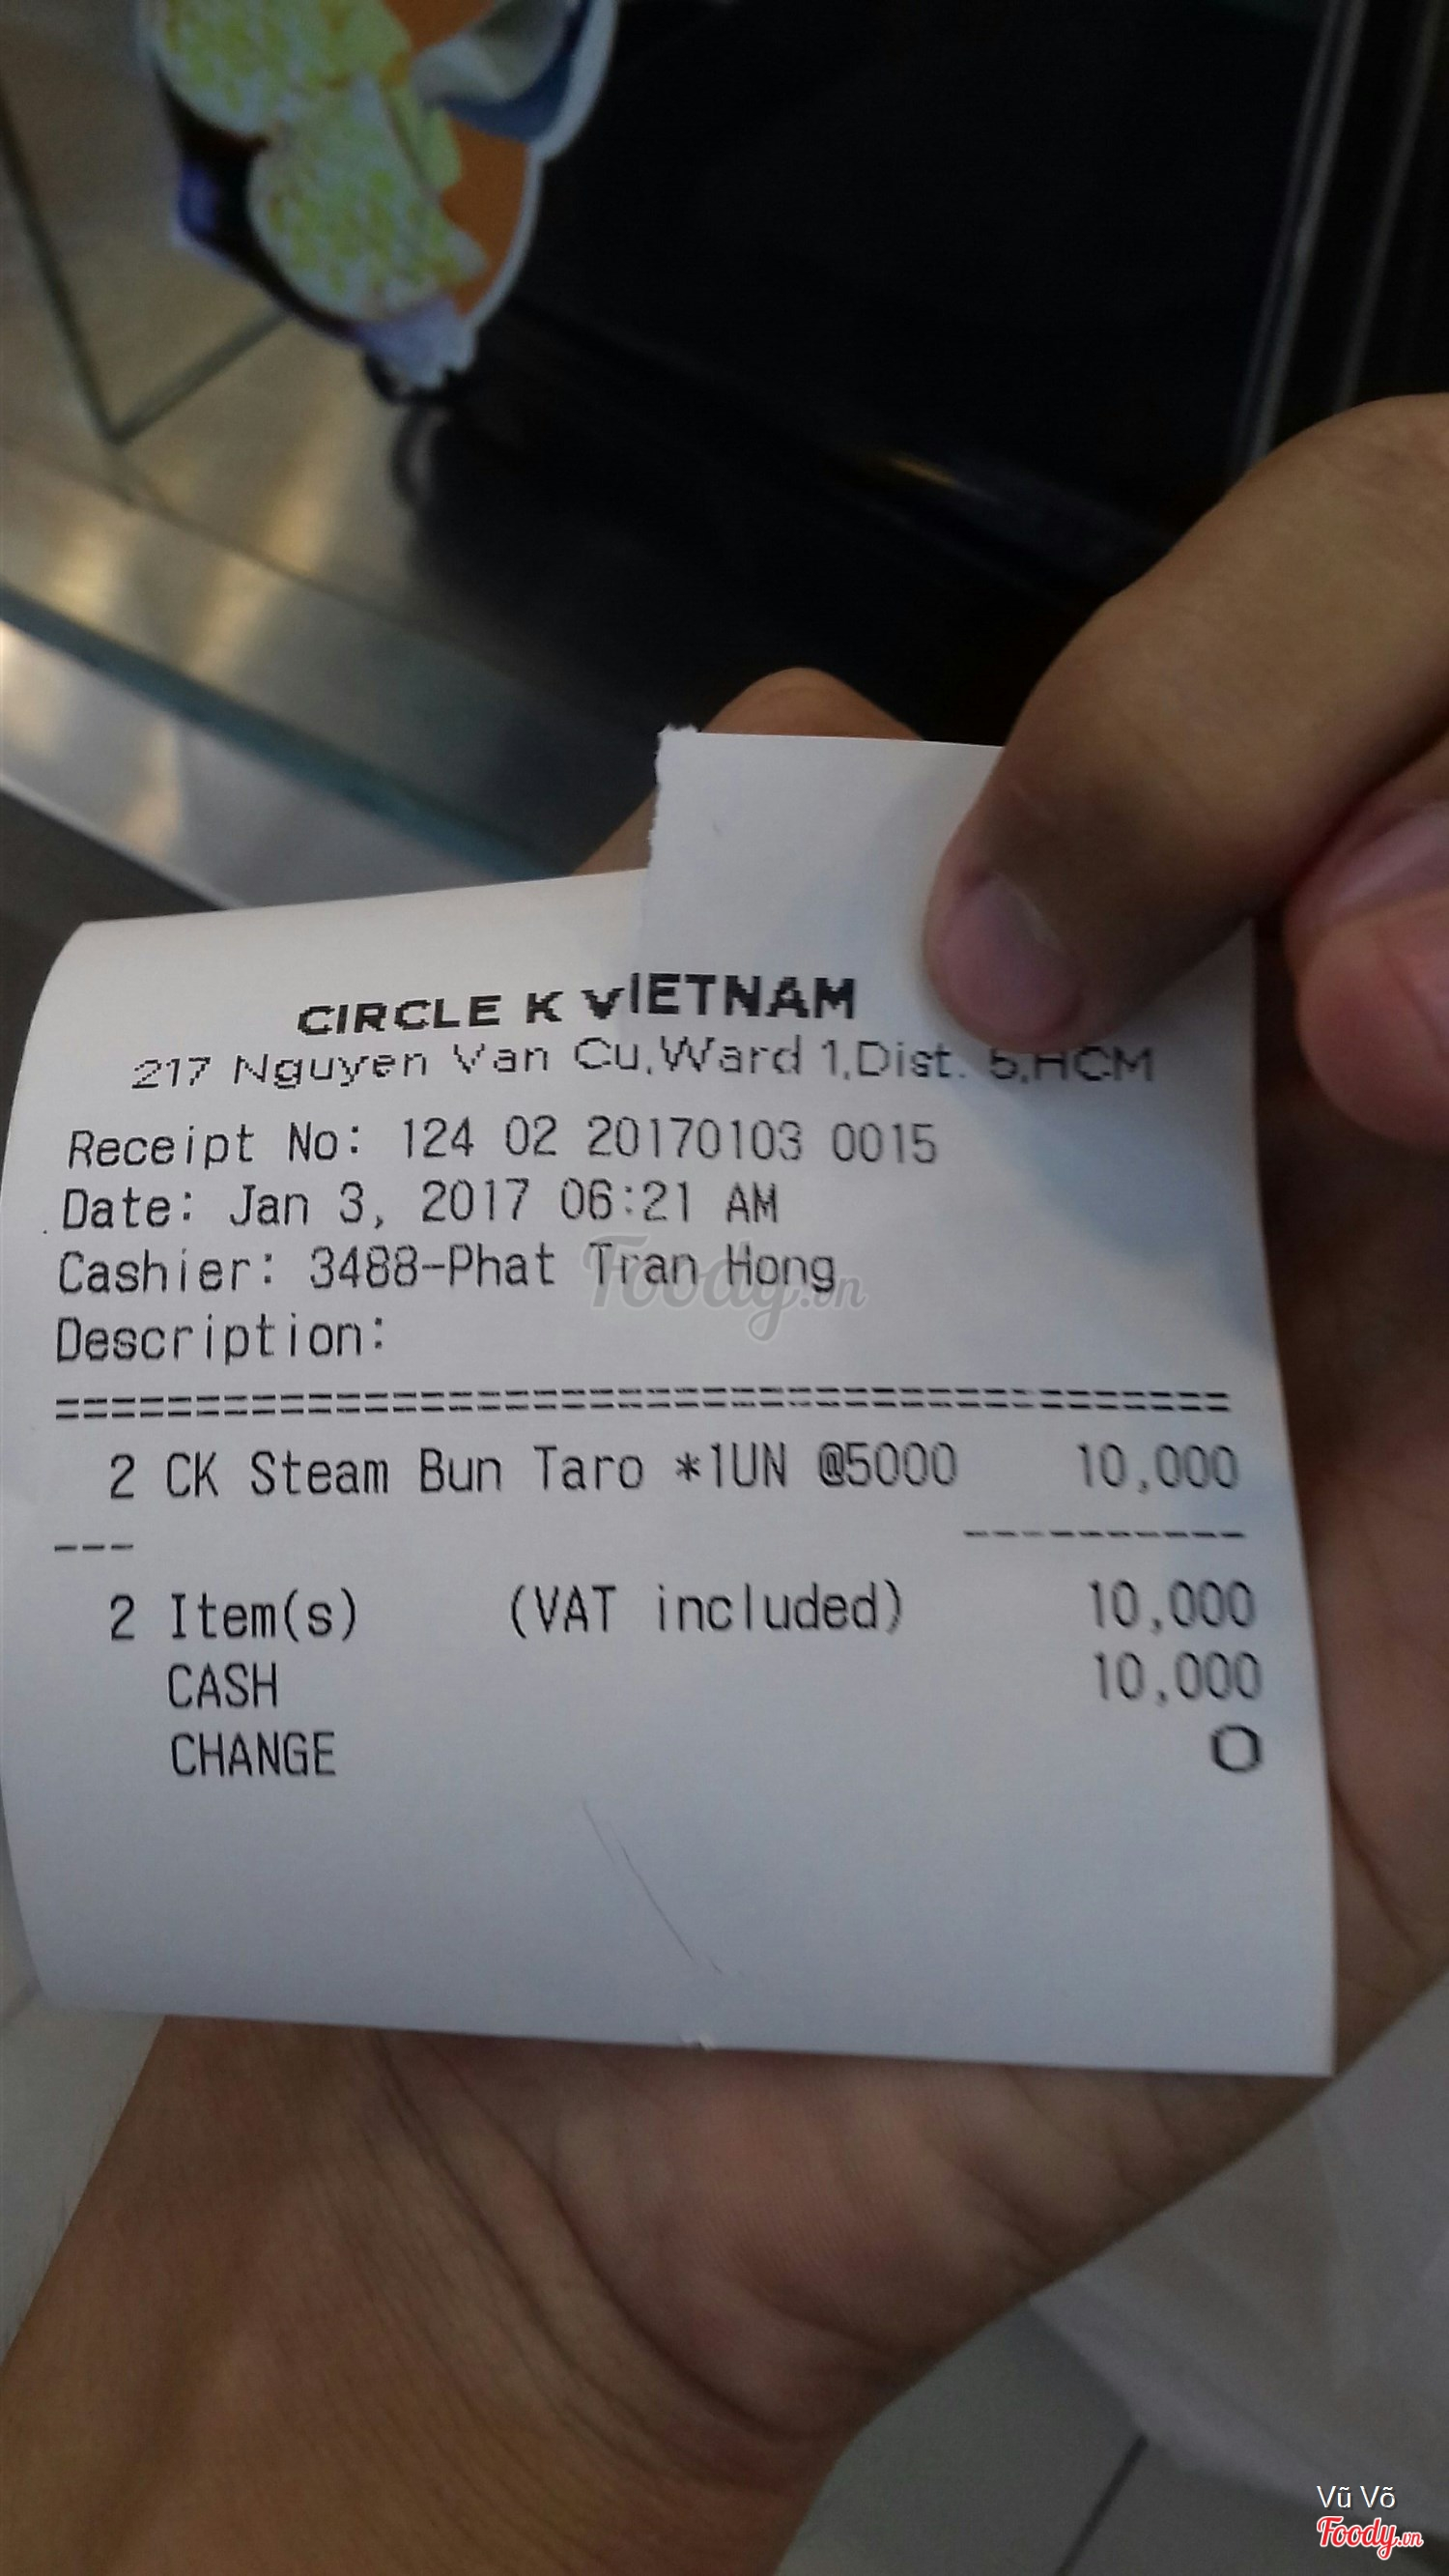 CIRCLE K VIETNAM
217 Nguyen Van Cu,Ward 1,Dist. 5,HCM
Receipt No: 124 02 20170103 0015
Date: Jan 3, 2017 06:21 AM
Cashier: 3488-Phat Tran Hong
Foody.vn
Description:
========================================
2 CK Steam Bun Taro *1UN @5000 10,000
--- ----------
2 Item(s) (VAT included) 10,000
CASH 10,000
CHANGE 0
Vũ Võ
Foody.vn